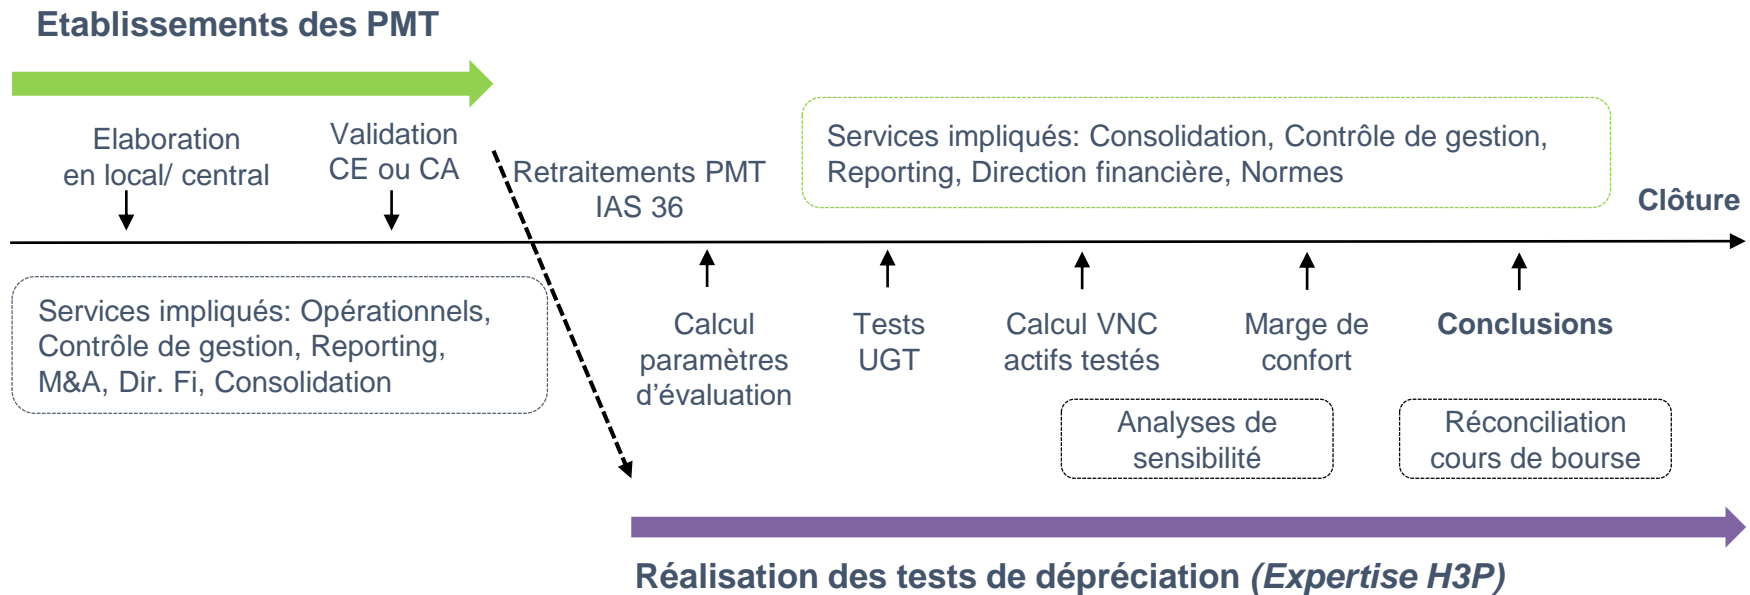 Etablissements des PMT
Elaboration
en local/ central
Validation
CE ou CA
Retraitements PMT
IAS 36
Services impliqués: Consolidation, Contrôle de gestion,
Reporting, Direction financière, Normes
Clôture
Services impliqués: Opérationnels,
Contrôle de gestion, Reporting,
M&A, Dir. Fi, Consolidation
Calcul
paramètres
d’évaluation
Tests
UGT
Calcul VNC
actifs testés
Marge de
confort
Conclusions
Analyses de
sensibilité
Réconciliation
cours de bourse
Réalisation des tests de dépréciation (Expertise H3P)